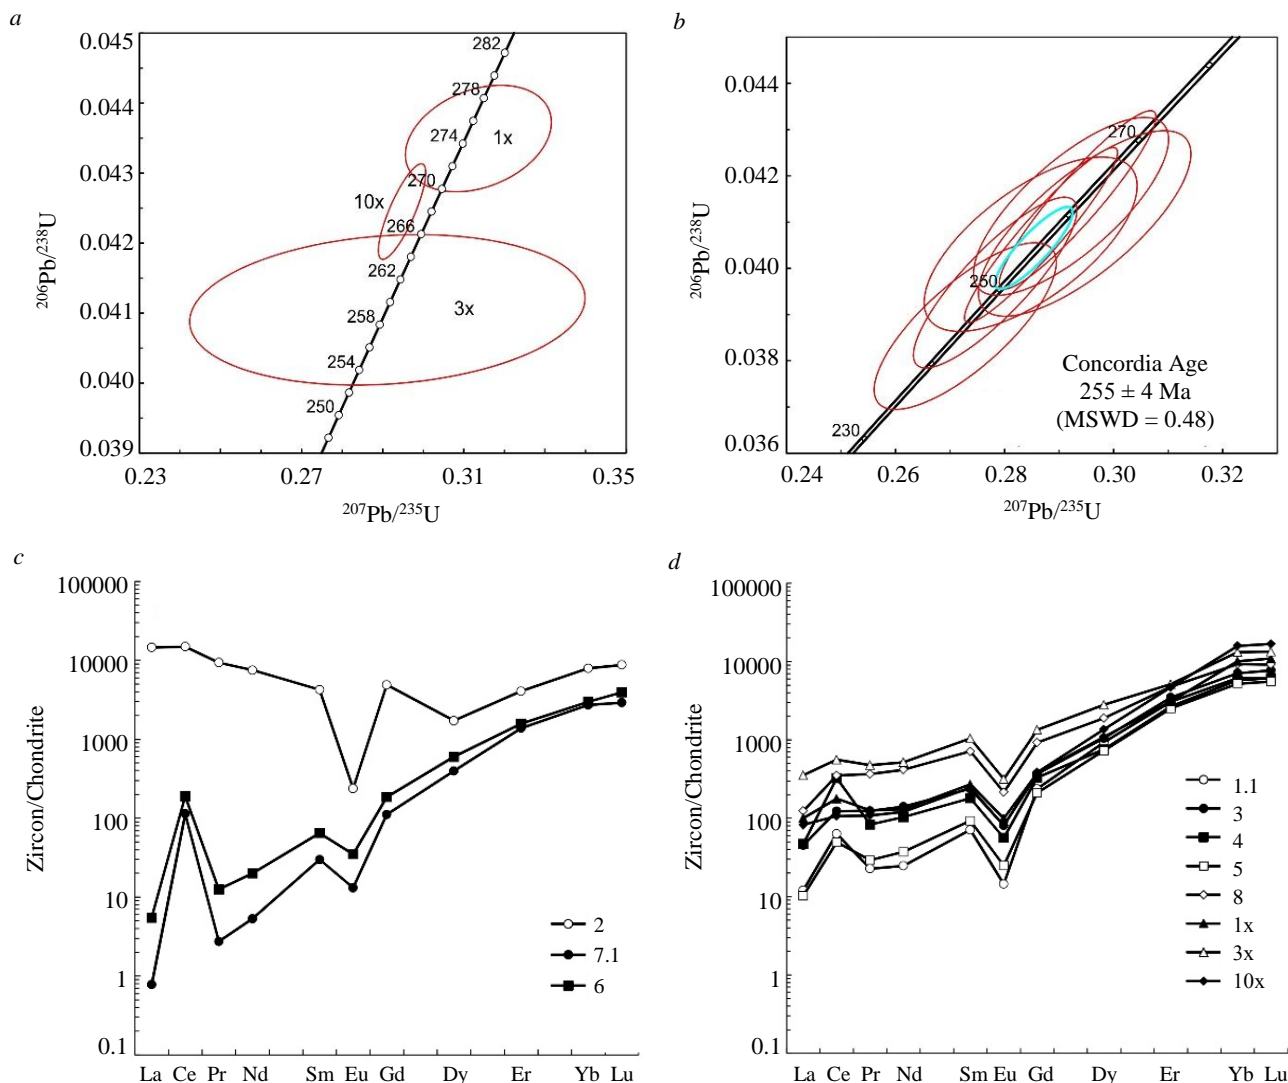 a
0.045
0.044
0.043
0.042
0.041
0.040
0.039
206Pb/238U
282
278
274
270
266
262
258
254
250
1x
10x
3x
0.23
0.27
0.31
0.35
207Pb/235U
b
0.044
0.042
0.040
0.038
0.036
206Pb/238U
270
250
230
Concordia Age
255 ± 4 Ma
(MSWD = 0.48)
0.24
0.26
0.28
0.30
0.32
207Pb/235U
c
100000
10000
1000
100
10
1
0.1
Zircon/Chondrite
2
7.1
6
La Ce Pr Nd Sm Eu Gd Dy Er Yb Lu
d
100000
10000
1000
100
10
1
0.1
Zircon/Chondrite
1.1
3
4
5
8
1x
3x
10x
La Ce Pr Nd Sm Eu Gd Dy Er Yb Lu